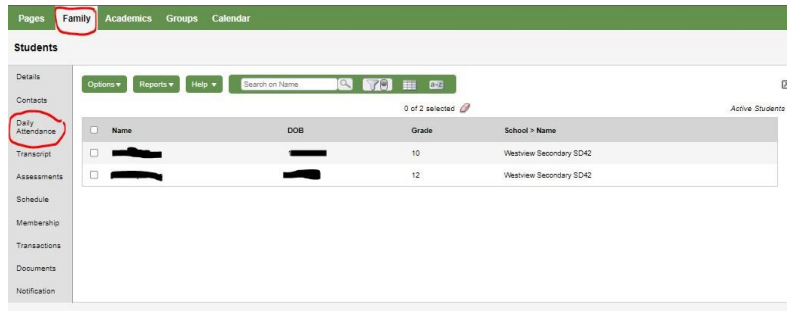 Pages Family Academics Groups Calendar
Students
Details
Contacts
Daily
Attendance
Transcript
Assessments
Schedule
Membership
Transactions
Documents
Notification
Options Reports Help Search on Name A-Z
0 of 2 selected Active Students
Name DOB Grade School > Name
10 Westview Secondary SD42
12 Westview Secondary SD42